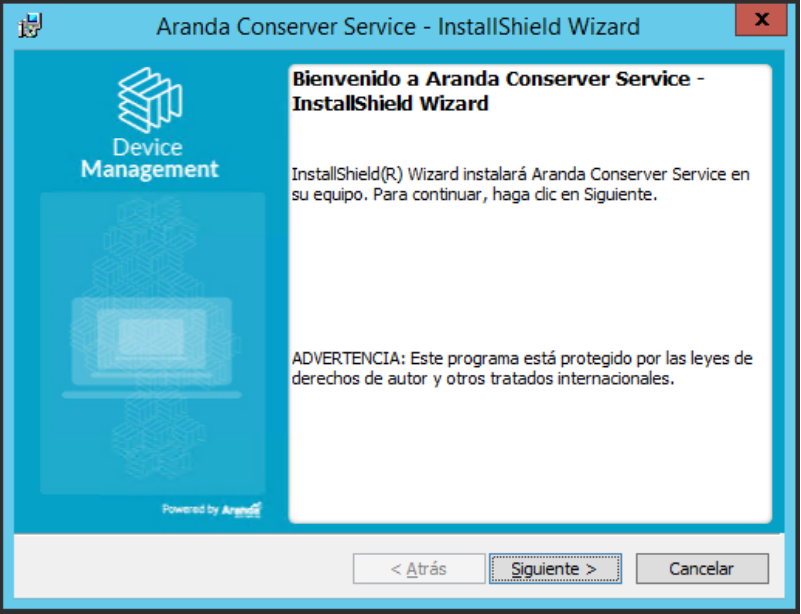 Aranda Conserver Service - InstallShield Wizard
x
Device
Management
Bienvenido a Aranda Conserver Service -
InstallShield Wizard
InstallShield(R) Wizard instalará Aranda Conserver Service en
su equipo. Para continuar, haga clic en Siguiente.
ADVERTENCIA: Este programa está protegido por las leyes de
derechos de autor y otros tratados internacionales.
Powered by Aranda
< Atrás
Siguiente >
Cancelar